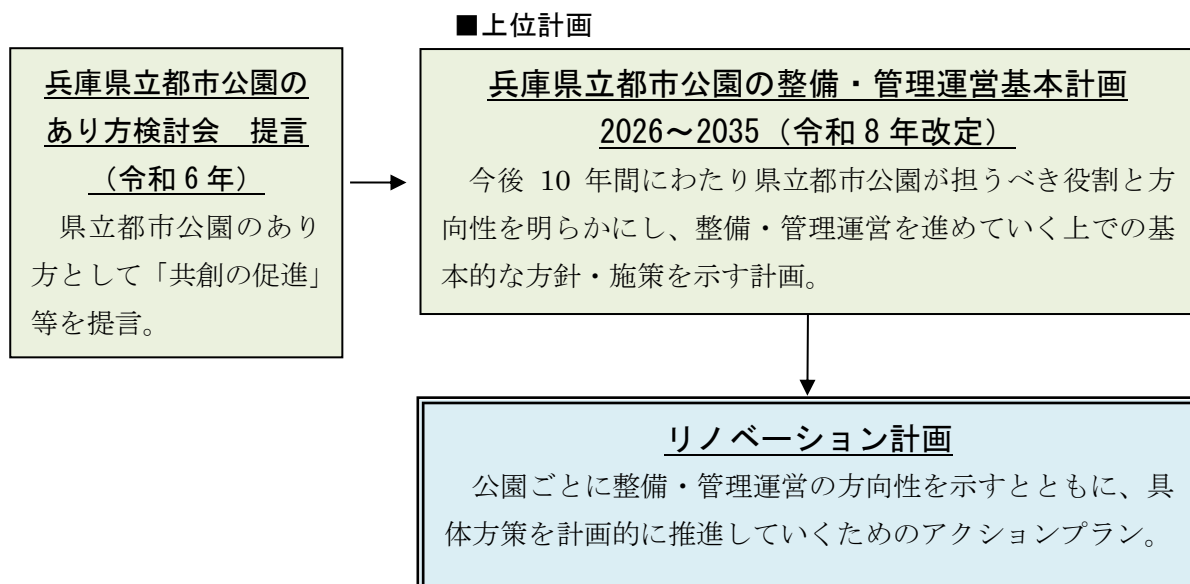 ■上位計画
兵庫県立都市公園の
あり方検討会　提言
（令和６年）
県立都市公園のあり
方として「共創の促進」
等を提言。
兵庫県立都市公園の整備・管理運営基本計画
2026～2035（令和８年改定）
今後 10 年間にわたり県立都市公園が担うべき役割と方
向性を明らかにし、整備・管理運営を進めていく上での基
本的な方針・施策を示す計画。
リノベーション計画
公園ごとに整備・管理運営の方向性を示すとともに、具
体方策を計画的に推進していくためのアクションプラン。